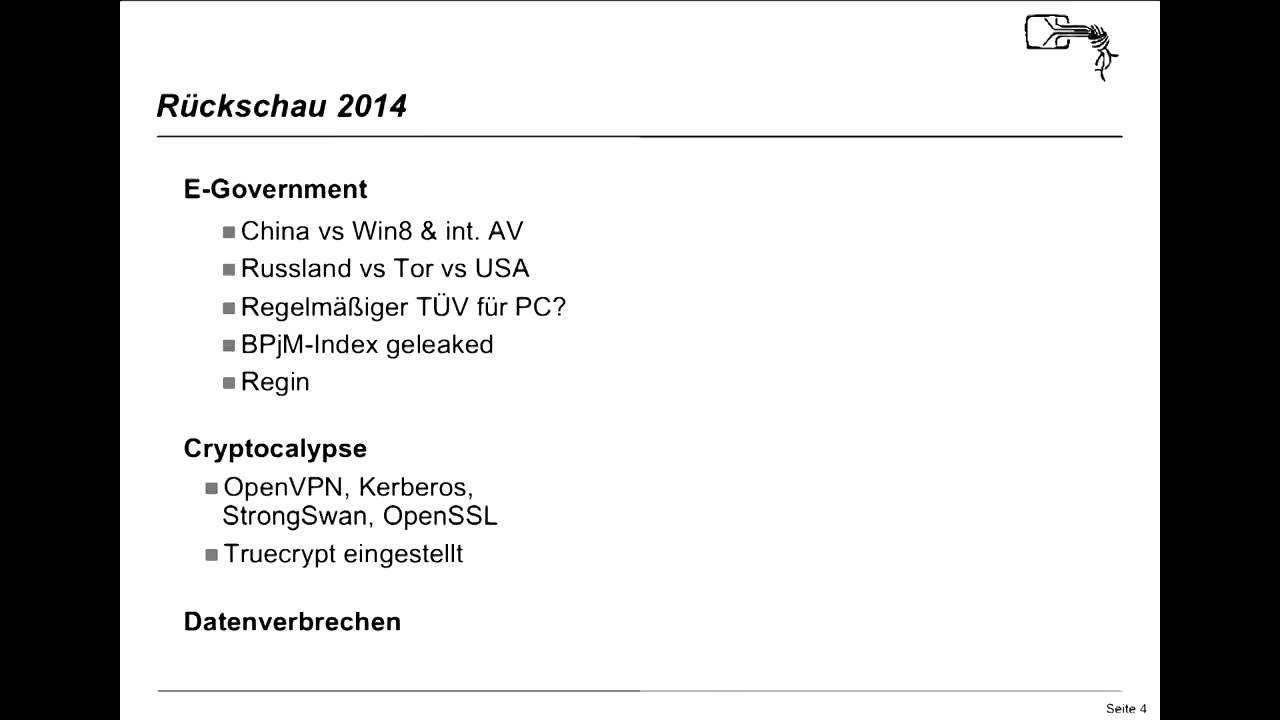 Rückschau 2014
E-Government
China vs Win8 & int. AV
Russland vs Tor vs USA
Regelmäßiger TÜV für PC?
BPjM-Index geleaked
Regin
Cryptocalypse
OpenVPN, Kerberos,
StrongSwan, OpenSSL
Truecrypt eingestellt
Datenverbrechen
Seite 4